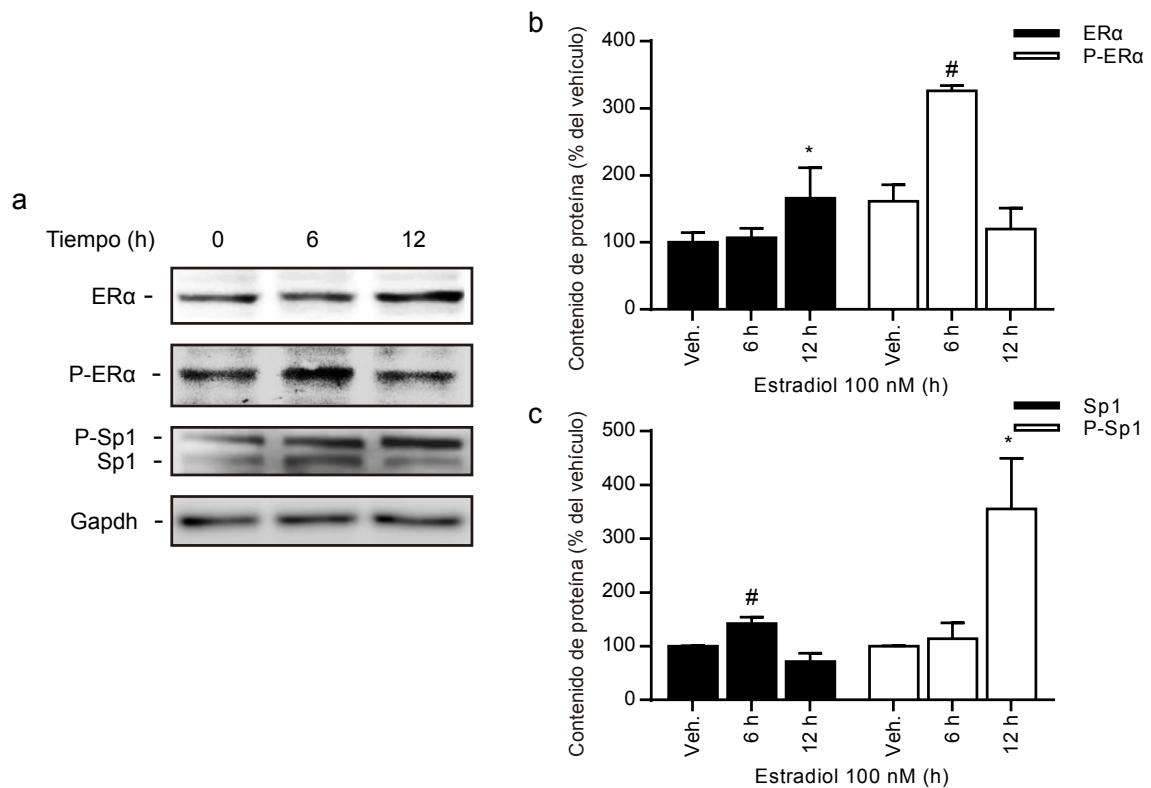 a
Tiempo (h) 0 6 12
ERα -
P-ERα -
P-Sp1 -
Sp1 -
Gapdh -
b
ERα
P-ERα
Contenido de proteína (% del vehículo)
400
300
200
100
0
*
#
Veh. 6 h 12 h Veh. 6 h 12 h
Estradiol 100 nM (h)
c
Sp1
P-Sp1
Contenido de proteína (% del vehículo)
500
400
300
200
100
0
#
*
Veh. 6 h 12 h Veh. 6 h 12 h
Estradiol 100 nM (h)